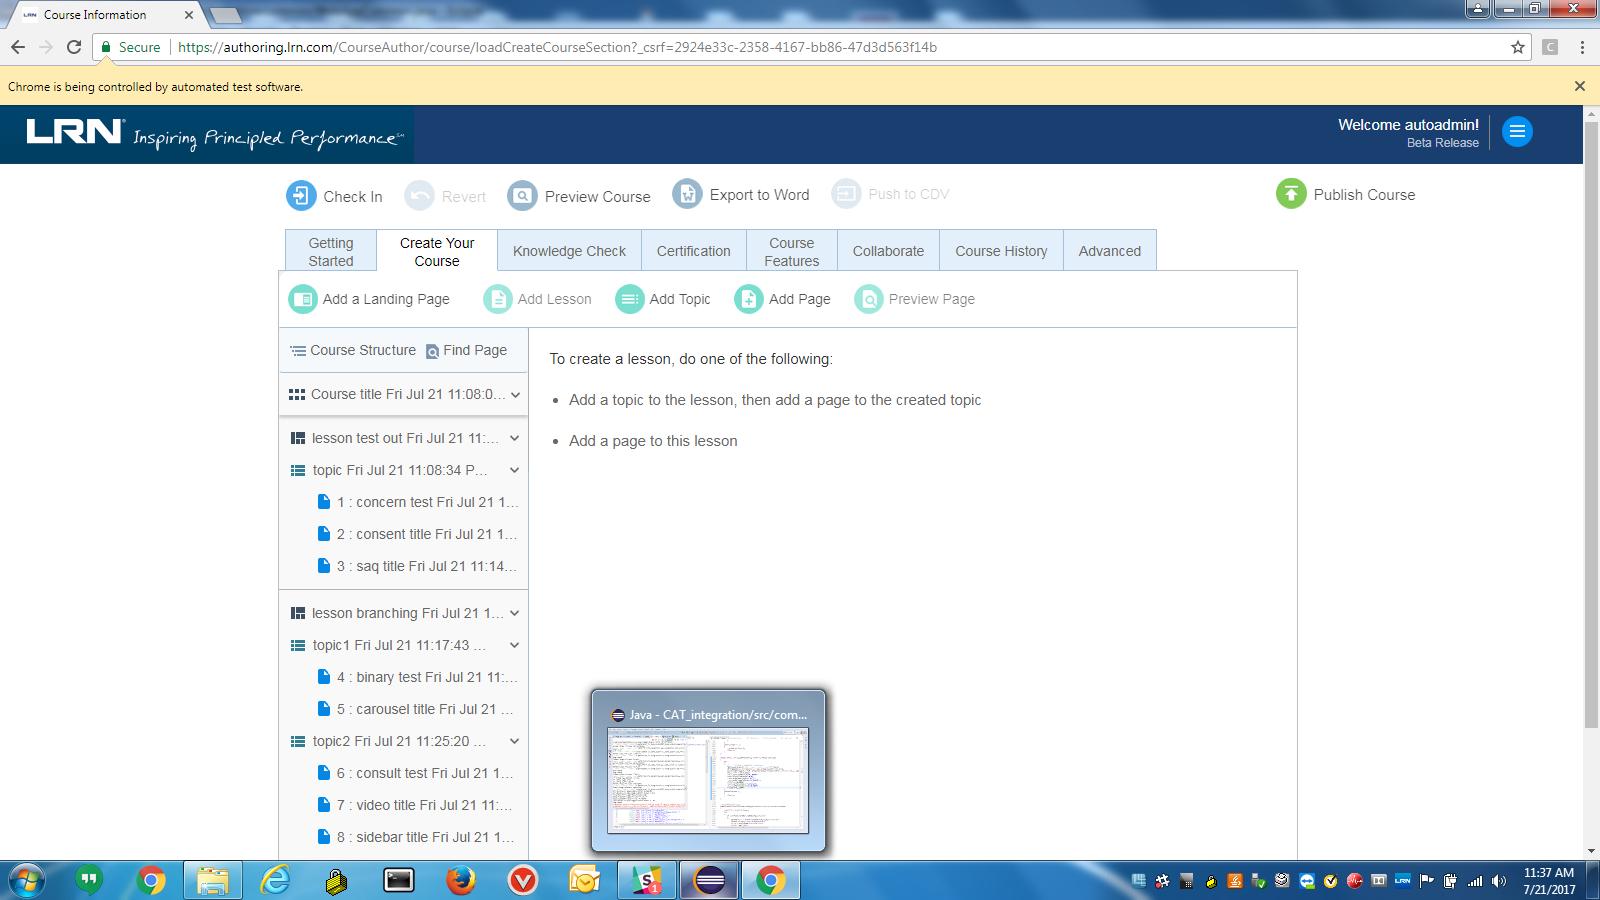 LRN Course Information
Secure https://authoring.lrn.com/CourseAuthor/course/loadCreateCourseSection?_csrf=2924e33c-2358-4167-bb86-47d3d563f14b
C
Chrome is being controlled by automated test software.
LRN Inspiring Principled Performance
Welcome autoadmin!
Beta Release
Check In Revert Preview Course Export to Word Push to CDV Publish Course
Getting Started
Create Your Course
Knowledge Check
Certification
Course Features
Collaborate
Course History
Advanced
Add a Landing Page Add Lesson Add Topic Add Page Preview Page
Course Structure Find Page
Course title Fri Jul 21 11:08:0...
lesson test out Fri Jul 21 11:...
topic Fri Jul 21 11:08:34 P...
1 : concern test Fri Jul 21 1...
2 : consent title Fri Jul 21 1...
3 : saq title Fri Jul 21 11:14...
lesson branching Fri Jul 21 1...
topic1 Fri Jul 21 11:17:43 ...
4 : binary test Fri Jul 21 11:...
5 : carousel title Fri Jul 21 ...
topic2 Fri Jul 21 11:25:20 ...
6 : consult test Fri Jul 21 1...
7 : video title Fri Jul 21 11:...
8 : sidebar title Fri Jul 21 1...
To create a lesson, do one of the following:
• Add a topic to the lesson, then add a page to the created topic
• Add a page to this lesson
Java - CAT_integration/src/com...
S 1
LRN
11:37 AM
7/21/2017